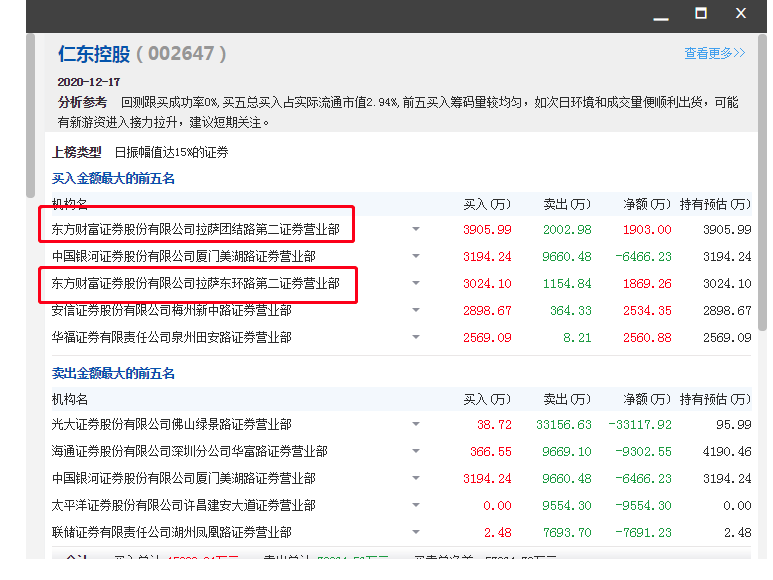 仁东控股（002647） 查看更多>>
2020-12-17
分析参考 回测跟买成功率0%,买五总买入占实际流通市值2.94%,前五买入筹码量较均匀，如次日环境和成交量便顺利出货，可能
有新游资进入接力拉升，建议短期关注。
上榜类型 日振幅值达15%的证券
买入金额最大的前五名
机构名 买入(万) 卖出(万) 净额(万) 持有预估(万)
东方财富证券股份有限公司拉萨团结路第二证券营业部 3905.99 2002.98 1903.00 3905.99
中国银河证券股份有限公司厦门美湖路证券营业部 3194.24 9660.48 -6466.23 3194.24
东方财富证券股份有限公司拉萨东环路第二证券营业部 3024.10 1154.84 1869.26 3024.10
安信证券股份有限公司梅州新中路证券营业部 2898.67 364.33 2534.35 2898.67
华福证券有限责任公司泉州田安路证券营业部 2569.09 8.21 2560.88 2569.09
卖出金额最大的前五名
机构名 买入(万) 卖出(万) 净额(万) 持有预估(万)
光大证券股份有限公司佛山绿景路证券营业部 38.72 33156.63 -33117.92 95.99
海通证券股份有限公司深圳分公司华富路证券营业部 366.55 9669.10 -9302.55 4190.46
中国银河证券股份有限公司厦门美湖路证券营业部 3194.24 9660.48 -6466.23 3194.24
太平洋证券股份有限公司许昌建安大道证券营业部 0.00 9554.30 -9554.30 0.00
联储证券有限责任公司湖州凤凰路证券营业部 2.48 7693.70 -7691.23 2.48